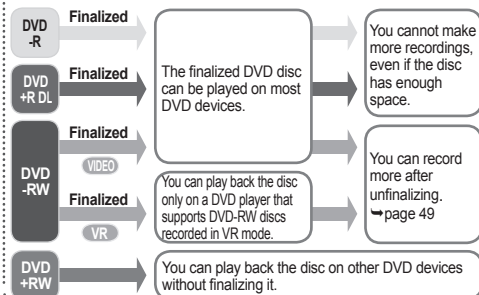 DVD
-R
Finalized
DVD
+R DL
Finalized
The finalized DVD disc
can be played on most
DVD devices.
You cannot make
more recordings,
even if the disc
has enough
space.
DVD
-RW
Finalized
VIDEO
Finalized
VR
You can play back the disc
only on a DVD player that
supports DVD-RW discs
recorded in VR mode.
You can record
more after
unfinalizing.
➥page 49
DVD
+RW
You can play back the disc on other DVD devices
without finalizing it.